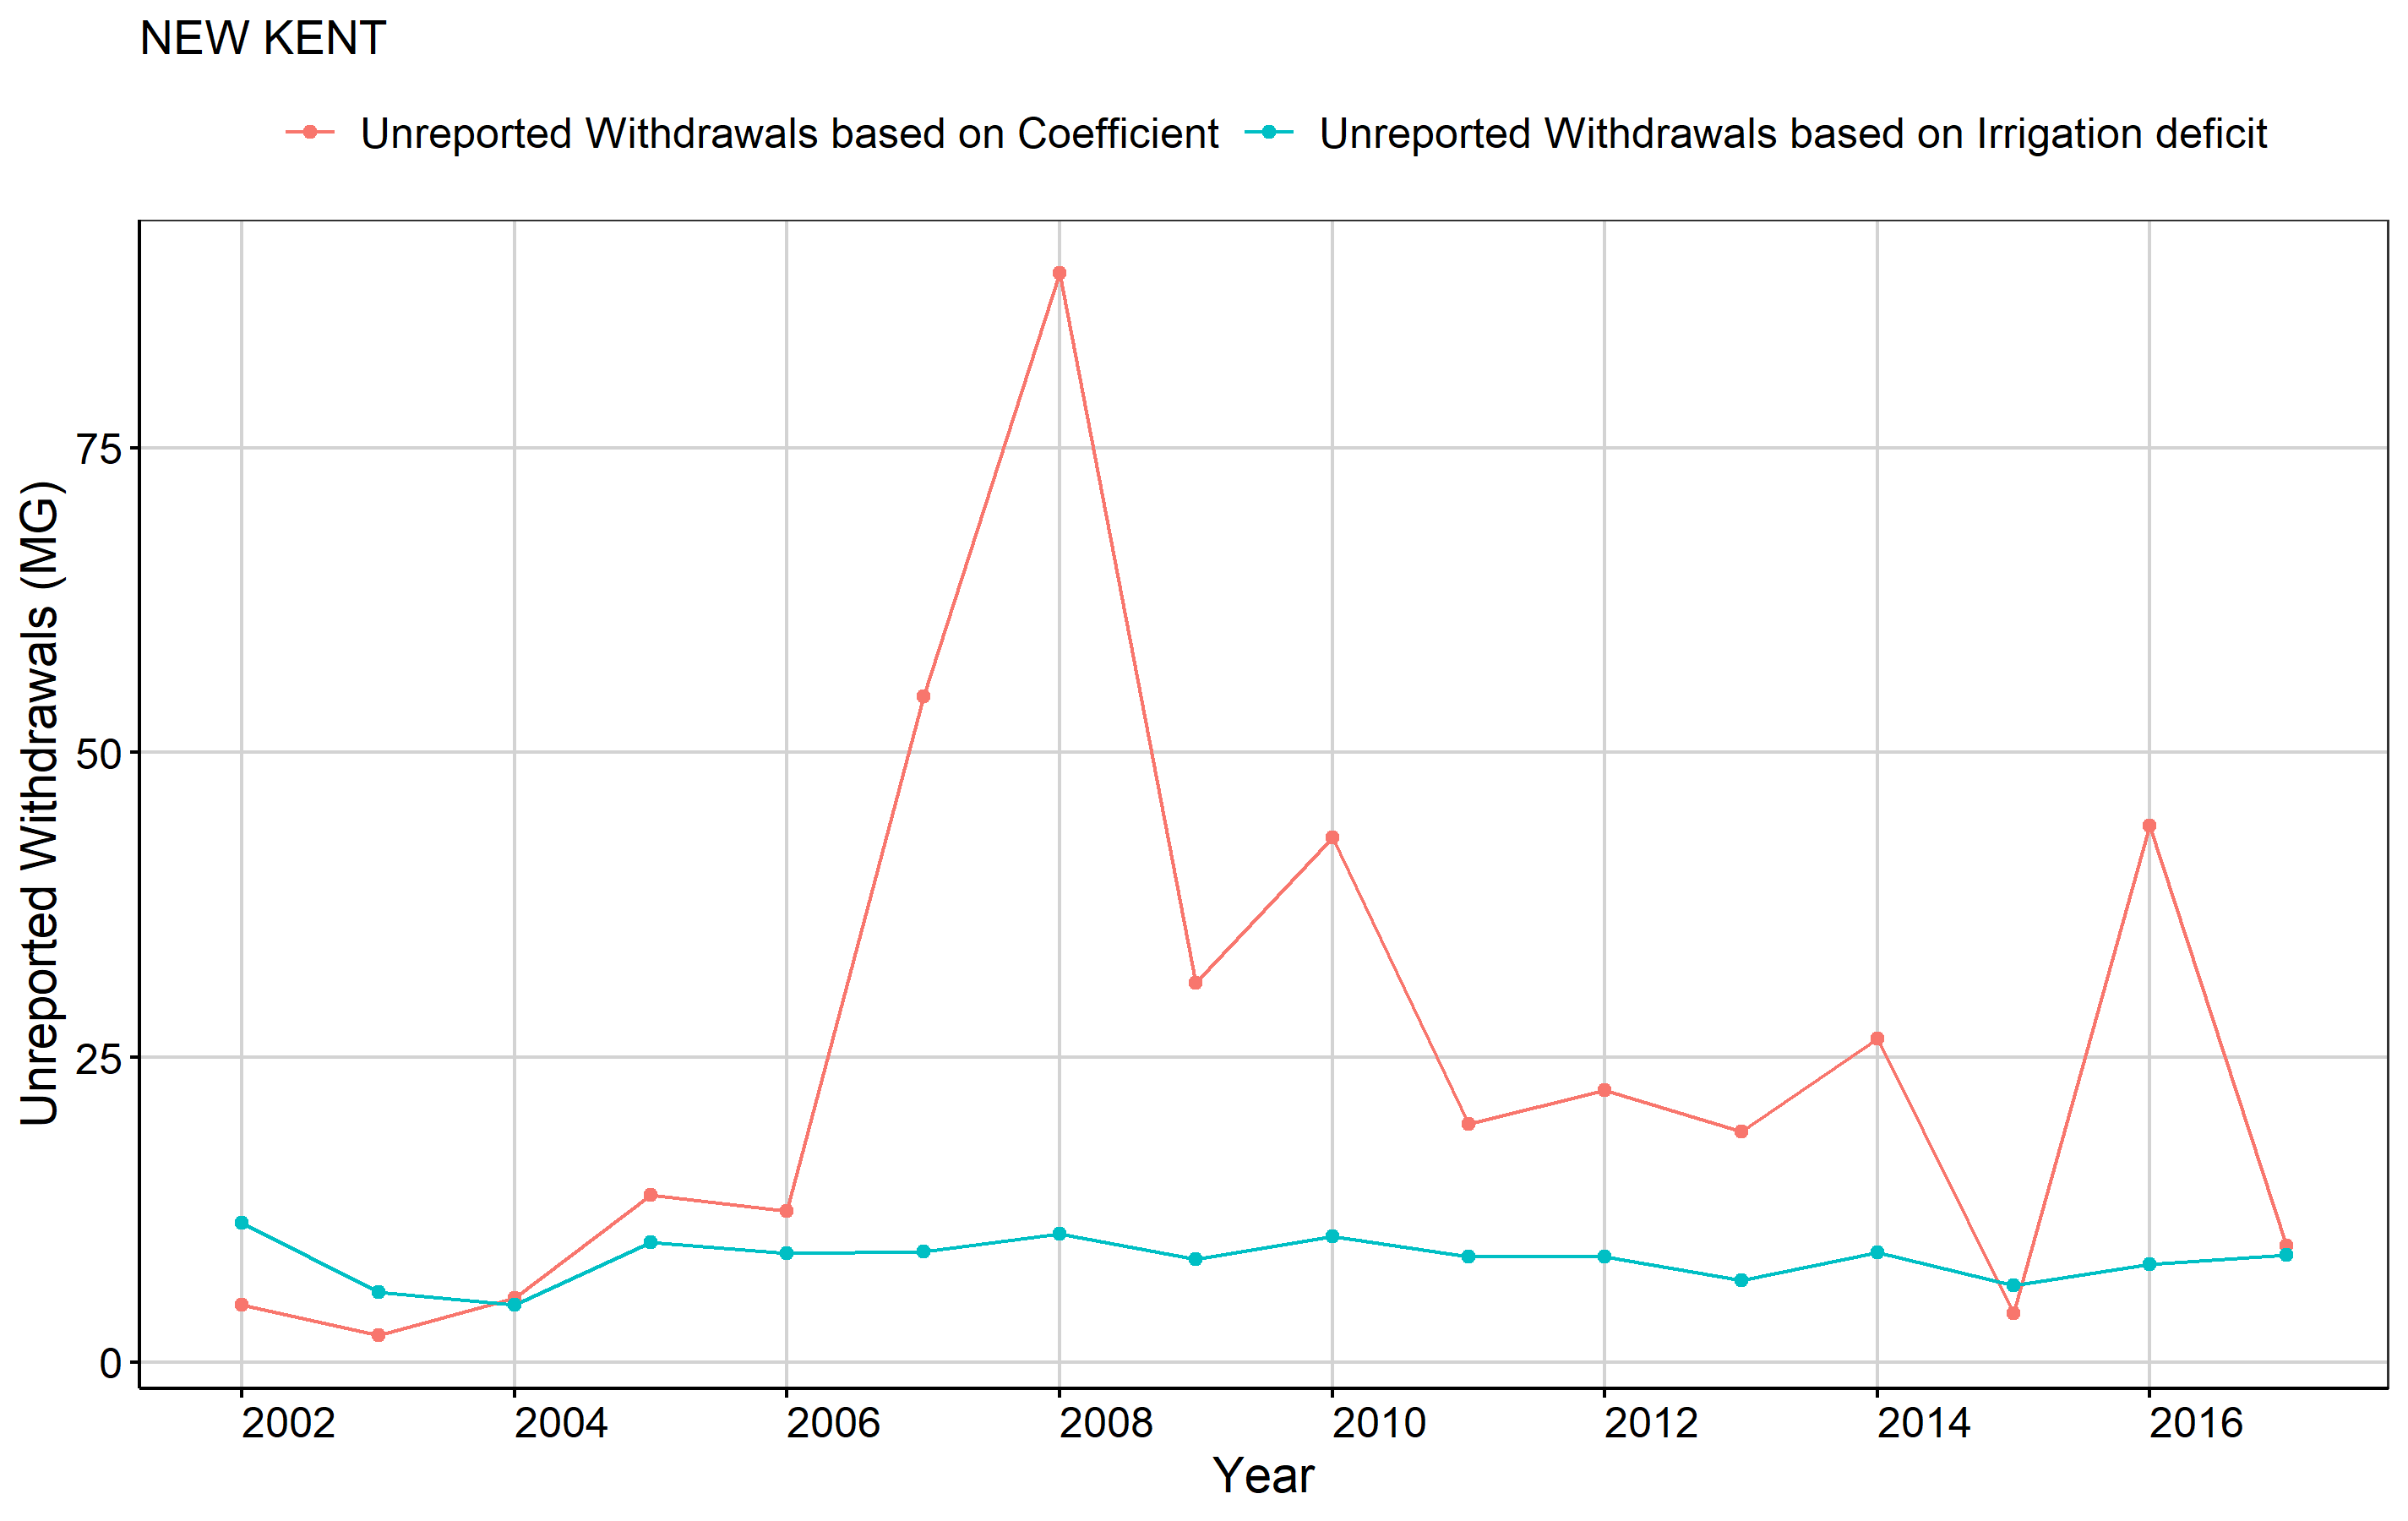 NEW KENT
Unreported Withdrawals based on Coefficient Unreported Withdrawals based on Irrigation deficit
Unreported Withdrawals (MG)
75
50
25
0
2002 2004 2006 2008 2010 2012 2014 2016
Year